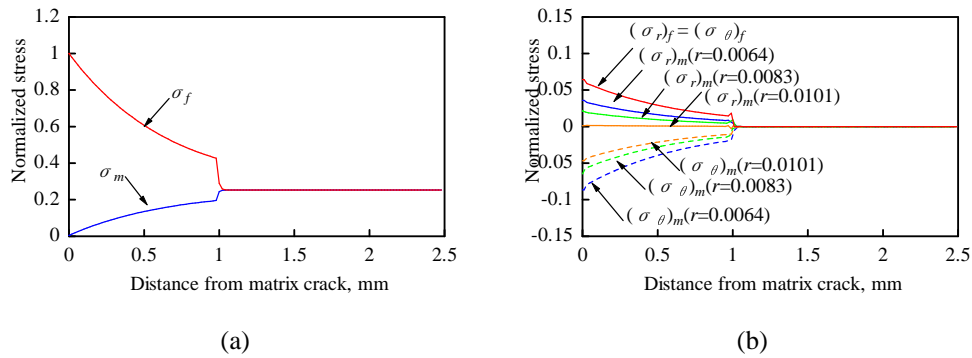 1.2
1
0.8
0.6
0.4
0.2
0
Normalized stress
σf
σm
0 0.5 1 1.5 2 2.5
Distance from matrix crack, mm
(a)
0.15
0.1
0.05
0
-0.05
-0.1
-0.15
Normalized stress
(σr)f = (σθ)f
(σr)m(r=0.0064)
(σr)m(r=0.0083)
(σr)m(r=0.0101)
(σθ)m(r=0.0101)
(σθ)m(r=0.0083)
(σθ)m(r=0.0064)
0 0.5 1 1.5 2 2.5
Distance from matrix crack, mm
(b)